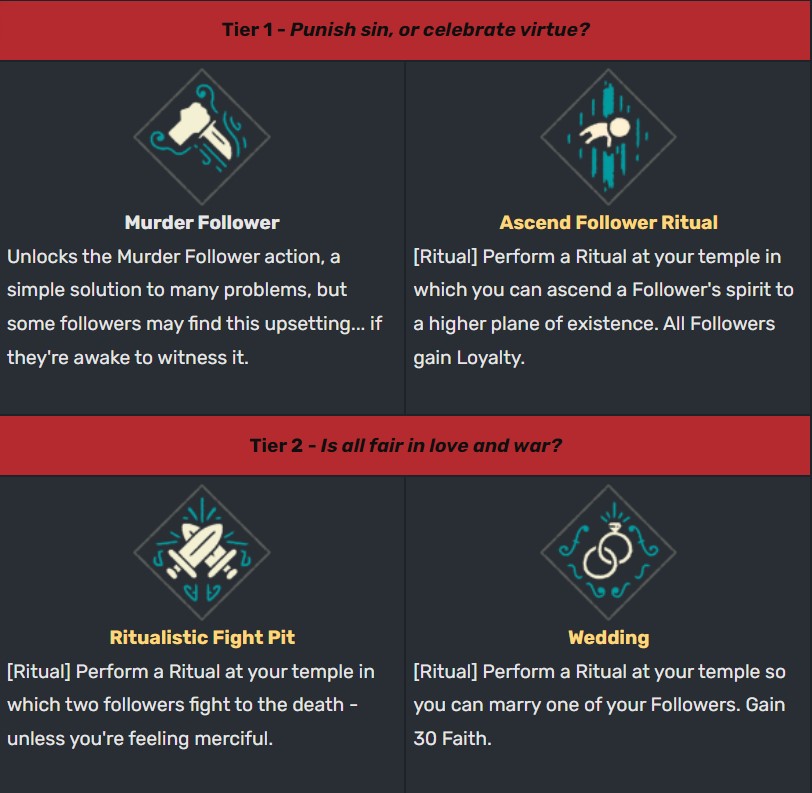 Tier 1 - Punish sin, or celebrate virtue?
Murder Follower
Unlocks the Murder Follower action, a
simple solution to many problems, but
some followers may find this upsetting... if
they're awake to witness it.
Ascend Follower Ritual
[Ritual] Perform a Ritual at your temple in
which you can ascend a Follower's spirit to
a higher plane of existence. All Followers
gain Loyalty.
Tier 2 - Is all fair in love and war?
Ritualistic Fight Pit
[Ritual] Perform a Ritual at your temple in
which two followers fight to the death -
unless you're feeling merciful.
Wedding
[Ritual] Perform a Ritual at your temple so
you can marry one of your Followers. Gain
30 Faith.